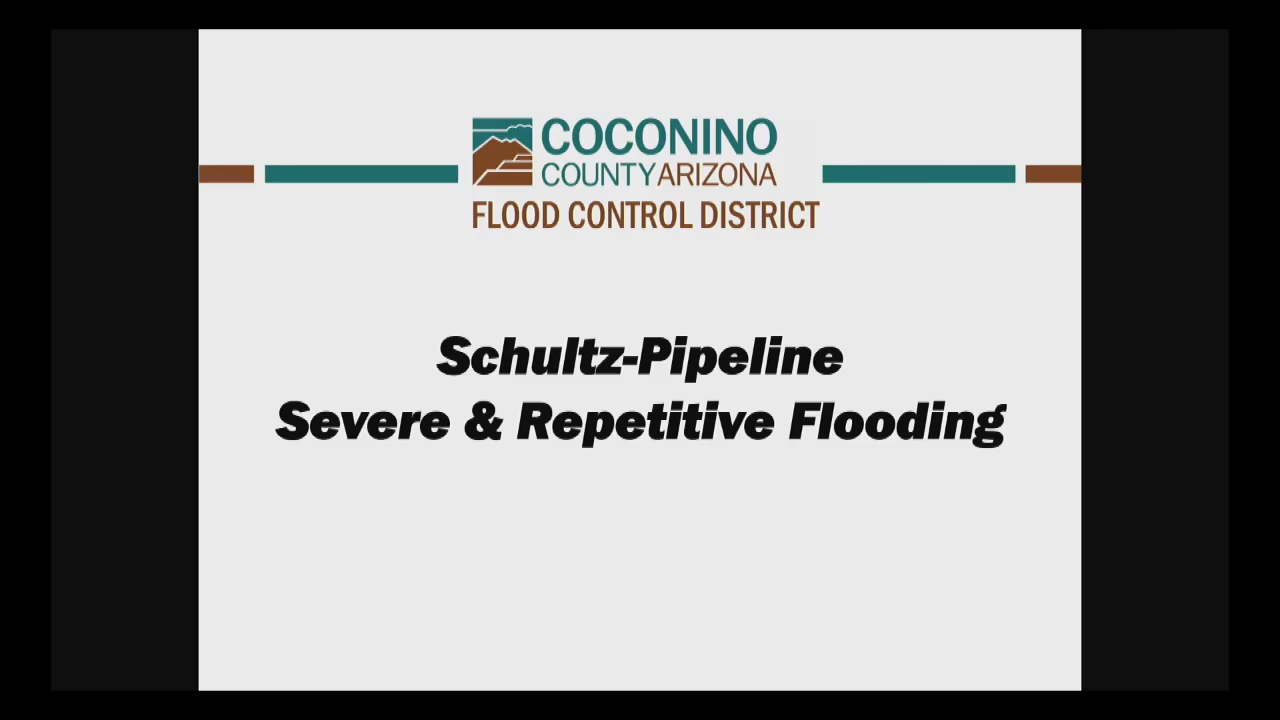 COCONINO
COUNTY ARIZONA
FLOOD CONTROL DISTRICT
Schultz-Pipeline
Severe & Repetitive Flooding